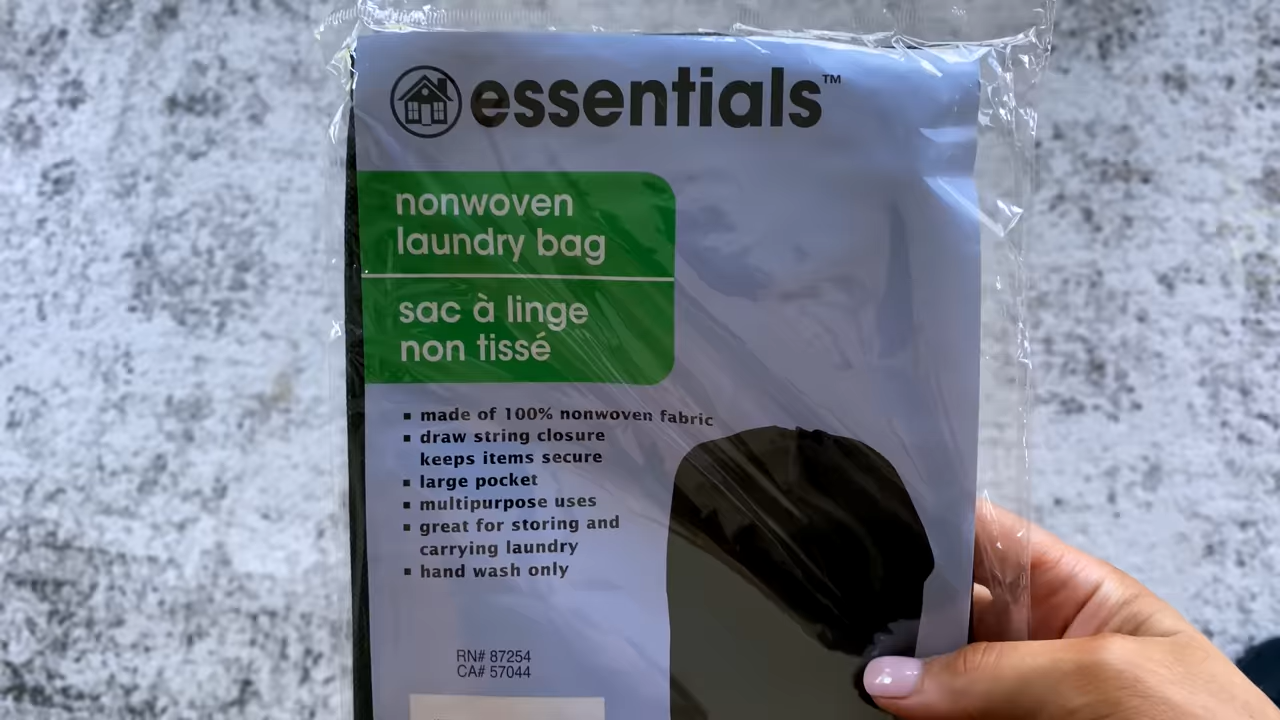 essentials™
nonwoven
laundry bag
sac à linge
non tissé
▪ made of 100% nonwoven fabric
▪ draw string closure
keeps items secure
▪ large pocket
▪ multipurpose uses
▪ great for storing and
carrying laundry
▪ hand wash only
RN# 87254
CA# 57044